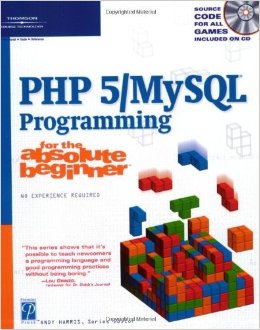 THOMSON
SOURCE
CODE
FOR ALL
GAMES
INCLUDED ON CD
PHP 5/MySQL
Programming
for the
absolute
beginner
NO EXPERIENCE REQUIRED
"This series shows that it's
possible to teach newcomers
a programming language and
good programming practices
without being boring."
—Lou Grinzo,
reviewer for Dr. Dobb's Journal
Premier
Press
ANDY HARRIS, Series Editor